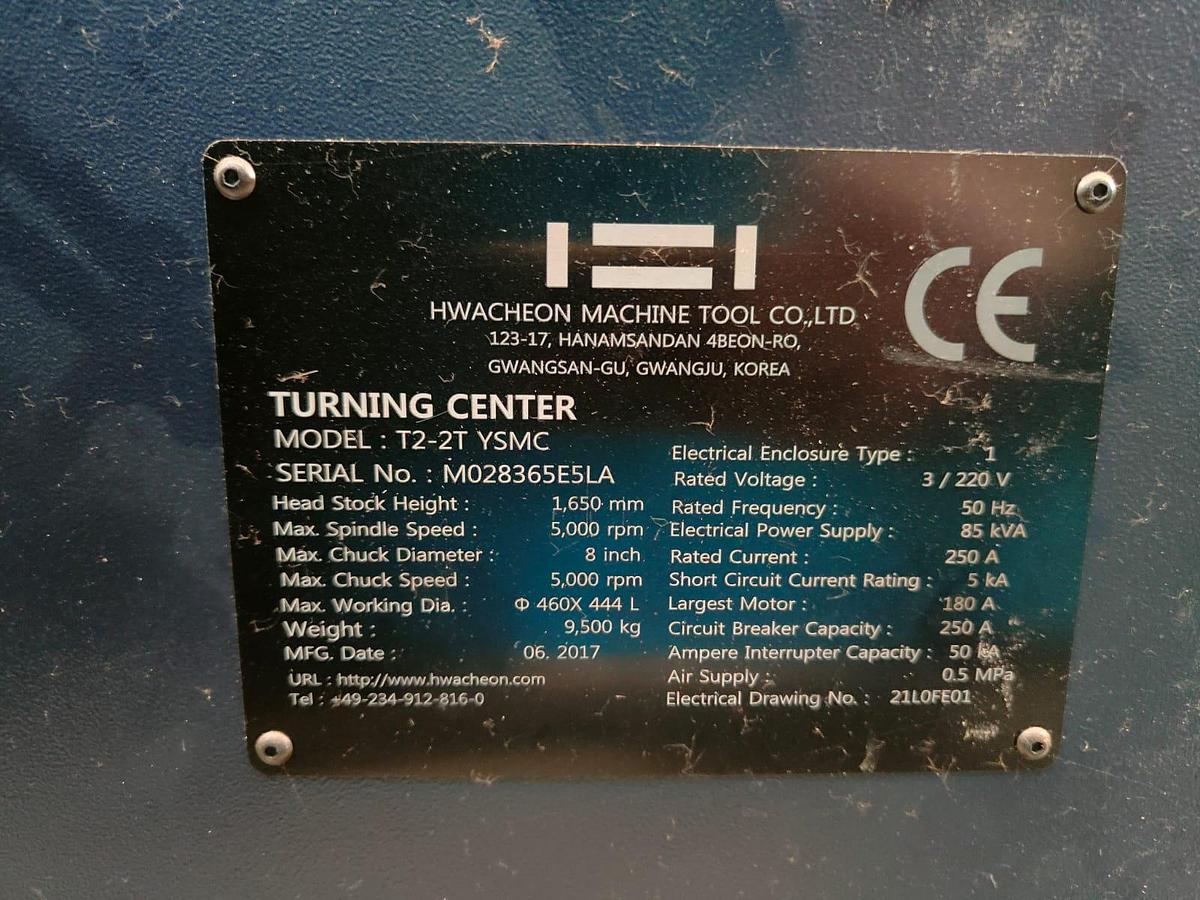 CE
HWACHEON MACHINE TOOL CO.,LTD
123-17, HANAMSANDAN 4BEON-RO,
GWANGSAN-GU, GWANGJU, KOREA
TURNING CENTER
MODEL : T2-2T YSMC
SERIAL No. : M028365E5LA
Head Stock Height : 1,650 mm
Max. Spindle Speed : 5,000 rpm
Max. Chuck Diameter : 8 inch
Max. Chuck Speed : 5,000 rpm
Max. Working Dia. : Φ 460X 444 L
Weight : 9,500 kg
MFG. Date : 06. 2017
URL : http://www.hwacheon.com
Tel : +49-234-912-816-0
Electrical Enclosure Type : 1
Rated Voltage : 3 / 220 V
Rated Frequency : 50 Hz
Electrical Power Supply : 85 kVA
Rated Current : 250 A
Short Circuit Current Rating : 5 kA
Largest Motor : 180 A
Circuit Breaker Capacity : 250 A
Ampere Interrupter Capacity : 50 kA
Air Supply : 0.5 MPa
Electrical Drawing No. : 21L0FE01